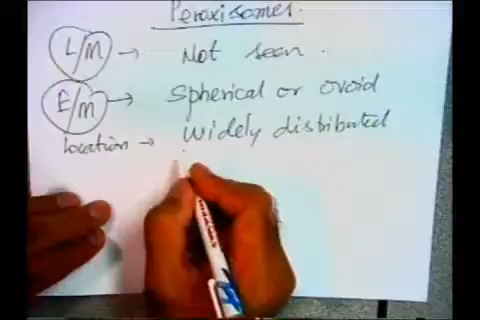 Peroxisomes.
L/M → Not seen.
E/m → Spherical or ovoid
Location → Widely distributed